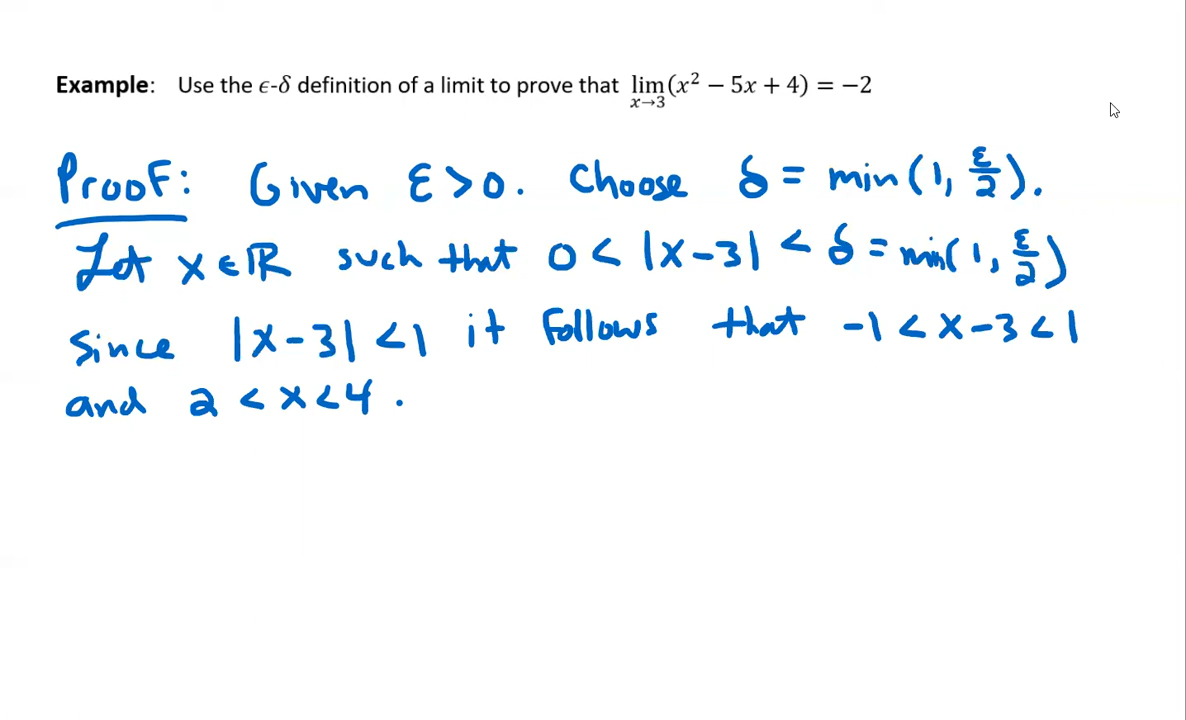 Example: Use the ϵ-δ definition of a limit to prove that lim x→3 (x² − 5x + 4) = −2
Proof: Given ε > 0. Choose δ = min(1, ε/2).
Let x ∈ ℝ such that 0 < |x − 3| < δ = min(1, ε/2)
Since |x − 3| < 1 it follows that −1 < x − 3 < 1
and 2 < x < 4.